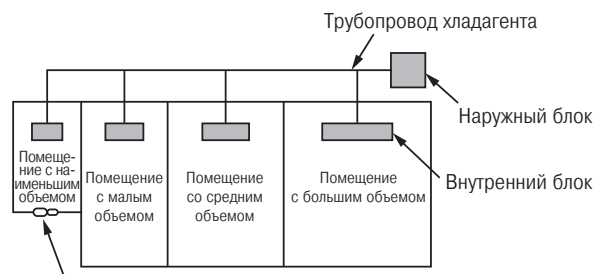 Трубопровод хладагента
Наружный блок
Внутренний блок
Помеще-
ние с на-
именьшим
объемом
Помещение
с малым
объемом
Помещение
со средним
объемом
Помещение
с большим объемом